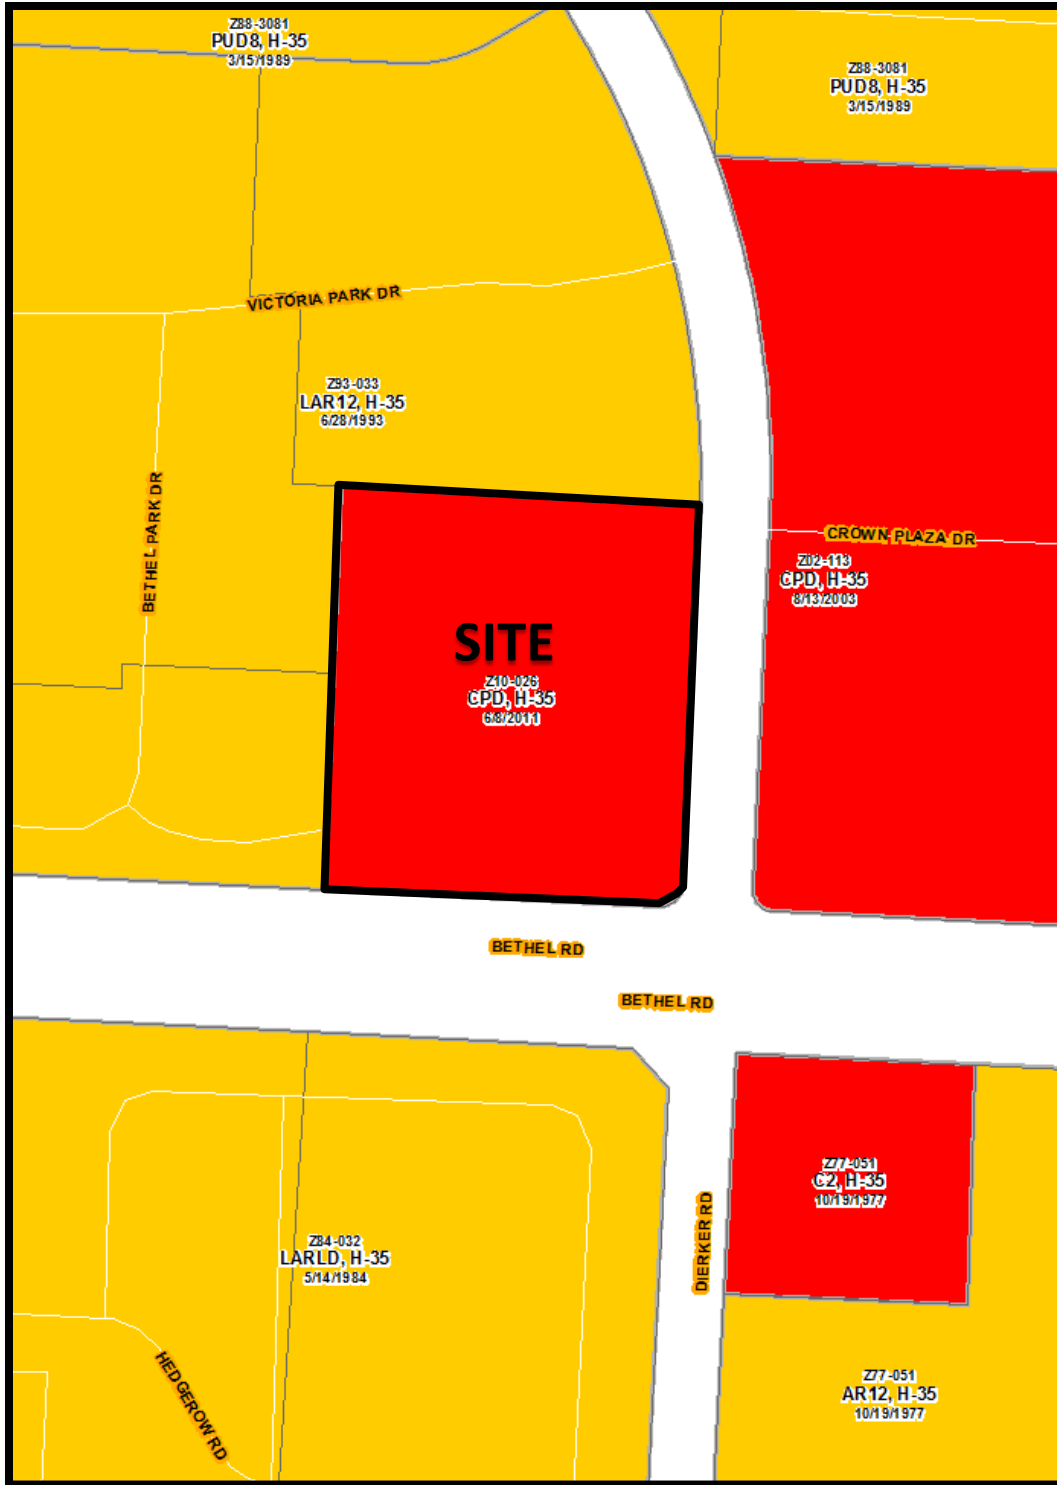 Z88-3081
PUD8, H-35
3/15/1989
Z88-3081
PUD8, H-35
3/15/1989
VICTORIA PARK DR
Z93-033
LAR12, H-35
6/28/1993
BETHEL PARK DR
CROWN PLAZA DR
Z02-113
CPD, H-35
8/13/2003
SITE
Z10-026
CPD, H-35
6/8/2011
BETHEL RD
BETHEL RD
Z77-051
C2, H-35
10/19/1977
DIERKER RD
Z84-032
LARLD, H-35
5/14/1984
HEDGEROW RD
Z77-051
AR12, H-35
10/19/1977